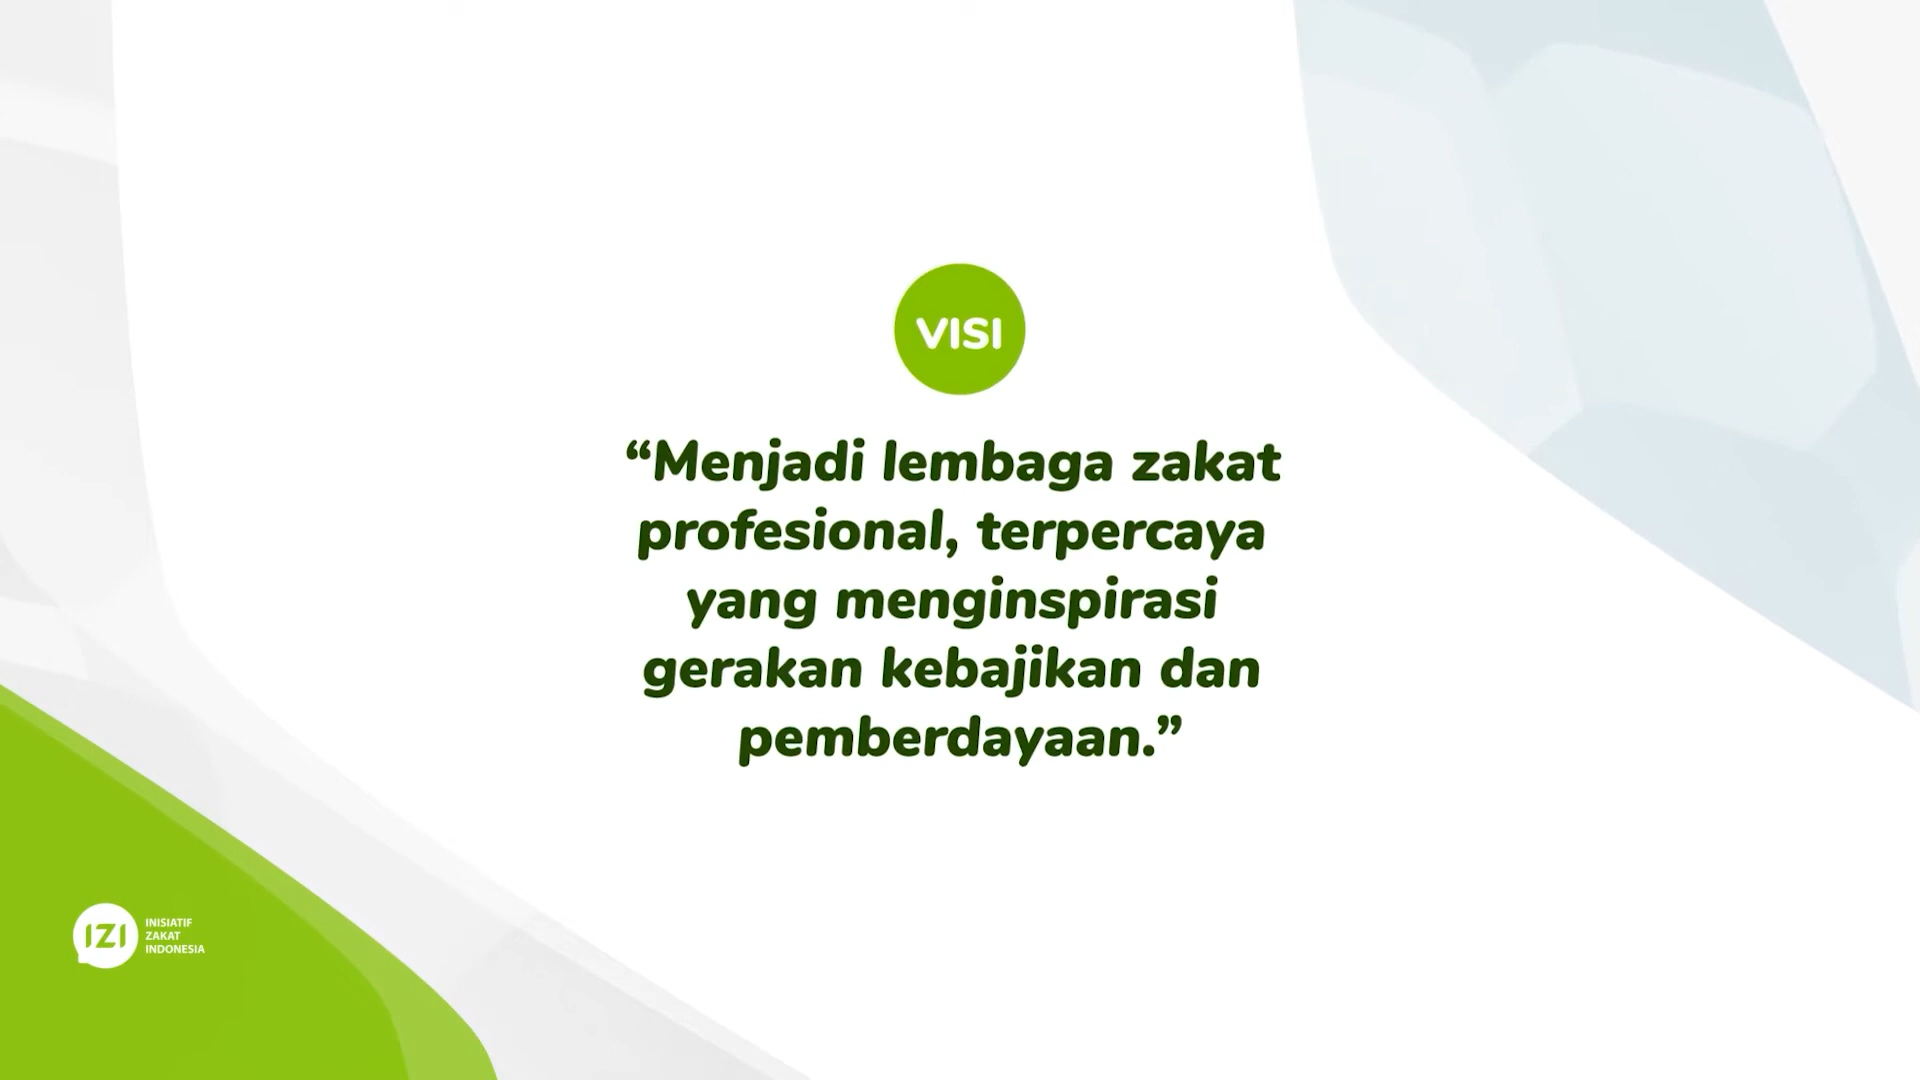 VISI
“Menjadi lembaga zakat
profesional, terpercaya
yang menginspirasi
gerakan kebajikan dan
pemberdayaan.”
IZI
INISIATIF
ZAKAT
INDONESIA